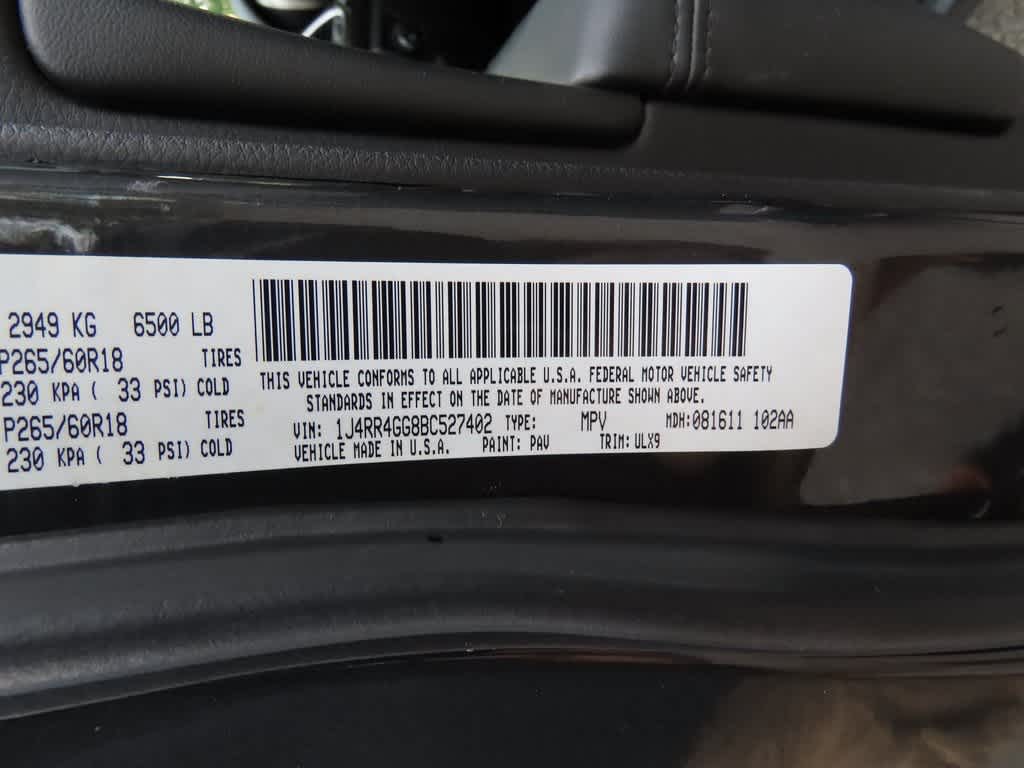 2949 KG 6500 LB
P265/60R18 TIRES
230 KPA ( 33 PSI) COLD
P265/60R18 TIRES
230 KPA ( 33 PSI) COLD
THIS VEHICLE CONFORMS TO ALL APPLICABLE U.S.A. FEDERAL MOTOR VEHICLE SAFETY
STANDARDS IN EFFECT ON THE DATE OF MANUFACTURE SHOWN ABOVE.
VIN: 1J4RR4GG8BC527402 TYPE: MPV MDH:081611 102AA
VEHICLE MADE IN U.S.A. PAINT: PAV TRIM: ULX9